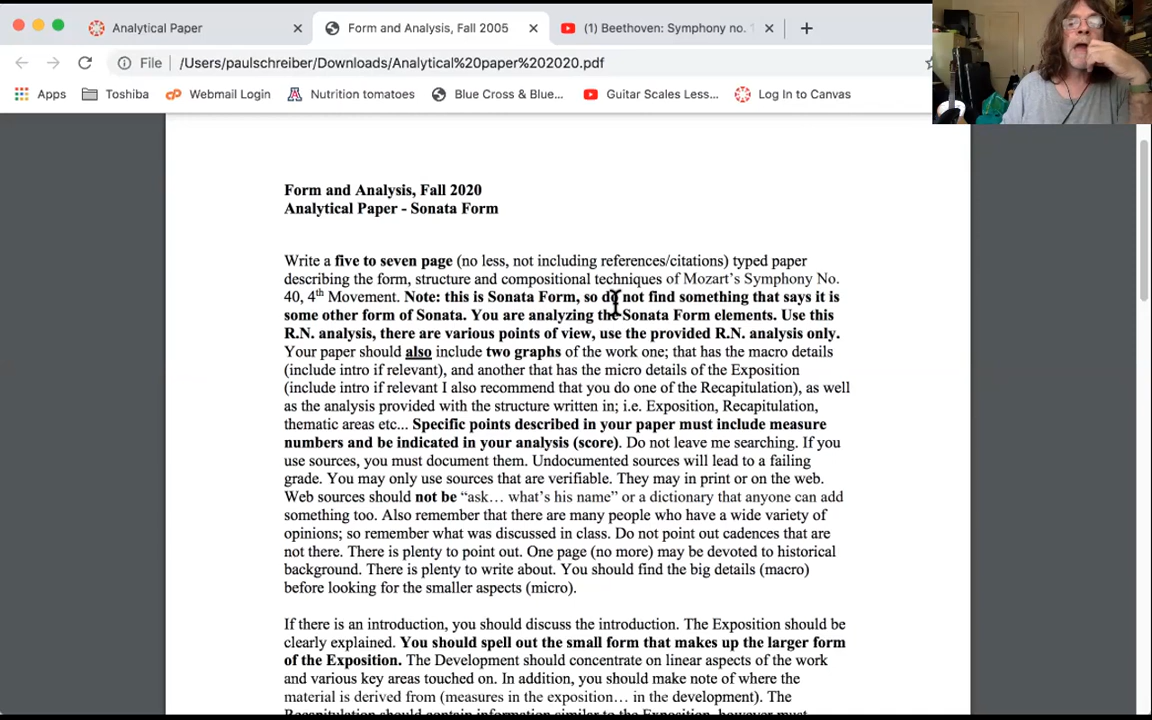 Analytical Paper
Form and Analysis, Fall 2005
(1) Beethoven: Symphony no.
File
/Users/paulschreiber/Downloads/Analytical%20paper%202020.pdf
Apps
Toshiba
Webmail Login
Nutrition tomatoes
Blue Cross & Blue...
Guitar Scales Less...
Log In to Canvas
Form and Analysis, Fall 2020
Analytical Paper - Sonata Form
Write a five to seven page (no less, not including references/citations) typed paper
describing the form, structure and compositional techniques of Mozart's Symphony No.
40, 4th Movement. Note: this is Sonata Form, so do not find something that says it is
some other form of Sonata. You are analyzing the Sonata Form elements. Use this
R.N. analysis, there are various points of view, use the provided R.N. analysis only.
Your paper should also include two graphs of the work one; that has the macro details
(include intro if relevant), and another that has the micro details of the Exposition
(include intro if relevant I also recommend that you do one of the Recapitulation), as well
as the analysis provided with the structure written in; i.e. Exposition, Recapitulation,
thematic areas etc... Specific points described in your paper must include measure
numbers and be indicated in your analysis (score). Do not leave me searching. If you
use sources, you must document them. Undocumented sources will lead to a failing
grade. You may only use sources that are verifiable. They may in print or on the web.
Web sources should not be "ask... what's his name" or a dictionary that anyone can add
something too. Also remember that there are many people who have a wide variety of
opinions; so remember what was discussed in class. Do not point out cadences that are
not there. There is plenty to point out. One page (no more) may be devoted to historical
background. There is plenty to write about. You should find the big details (macro)
before looking for the smaller aspects (micro).
If there is an introduction, you should discuss the introduction. The Exposition should be
clearly explained. You should spell out the small form that makes up the larger form
of the Exposition. The Development should concentrate on linear aspects of the work
and various key areas touched on. In addition, you should make note of where the
material is derived from (measures in the exposition... in the development). The
Recapitulation should contain information similar to the Exposition, however must